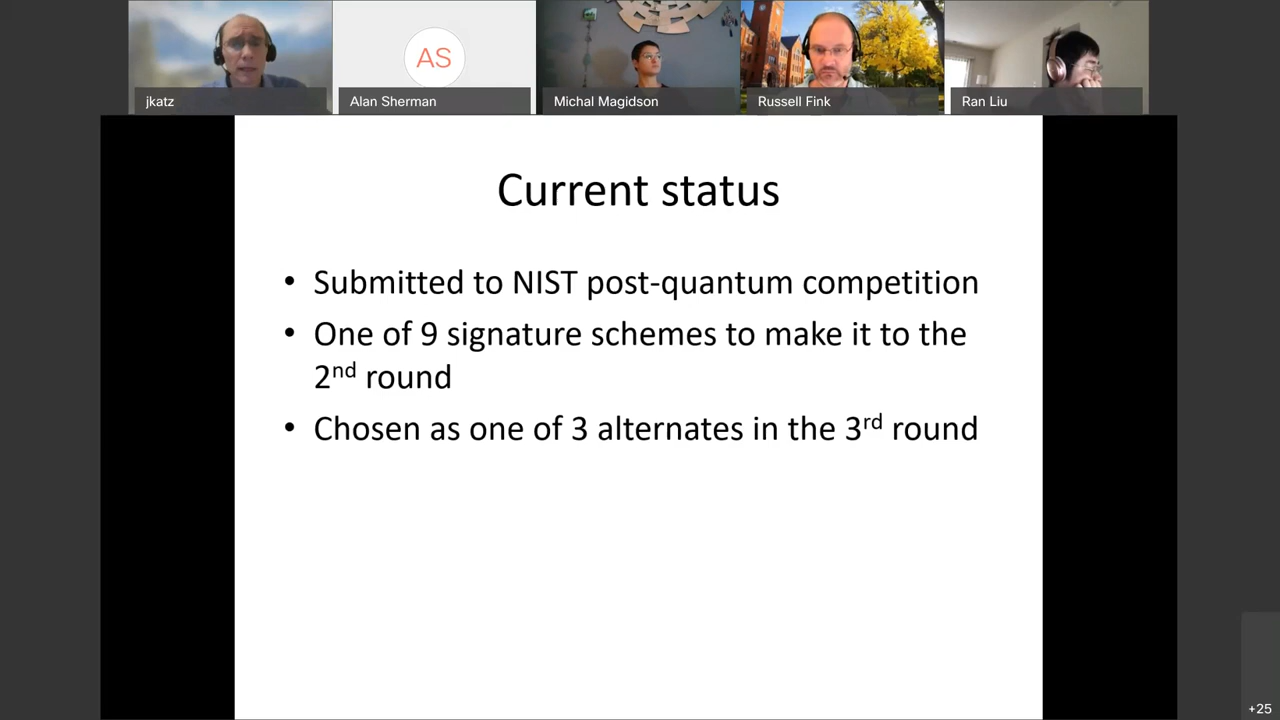 AS
jkatz
Alan Sherman
Michal Magidson
Russell Fink
Ran Liu
Current status
• Submitted to NIST post-quantum competition
• One of 9 signature schemes to make it to the
2nd round
• Chosen as one of 3 alternates in the 3rd round
+25